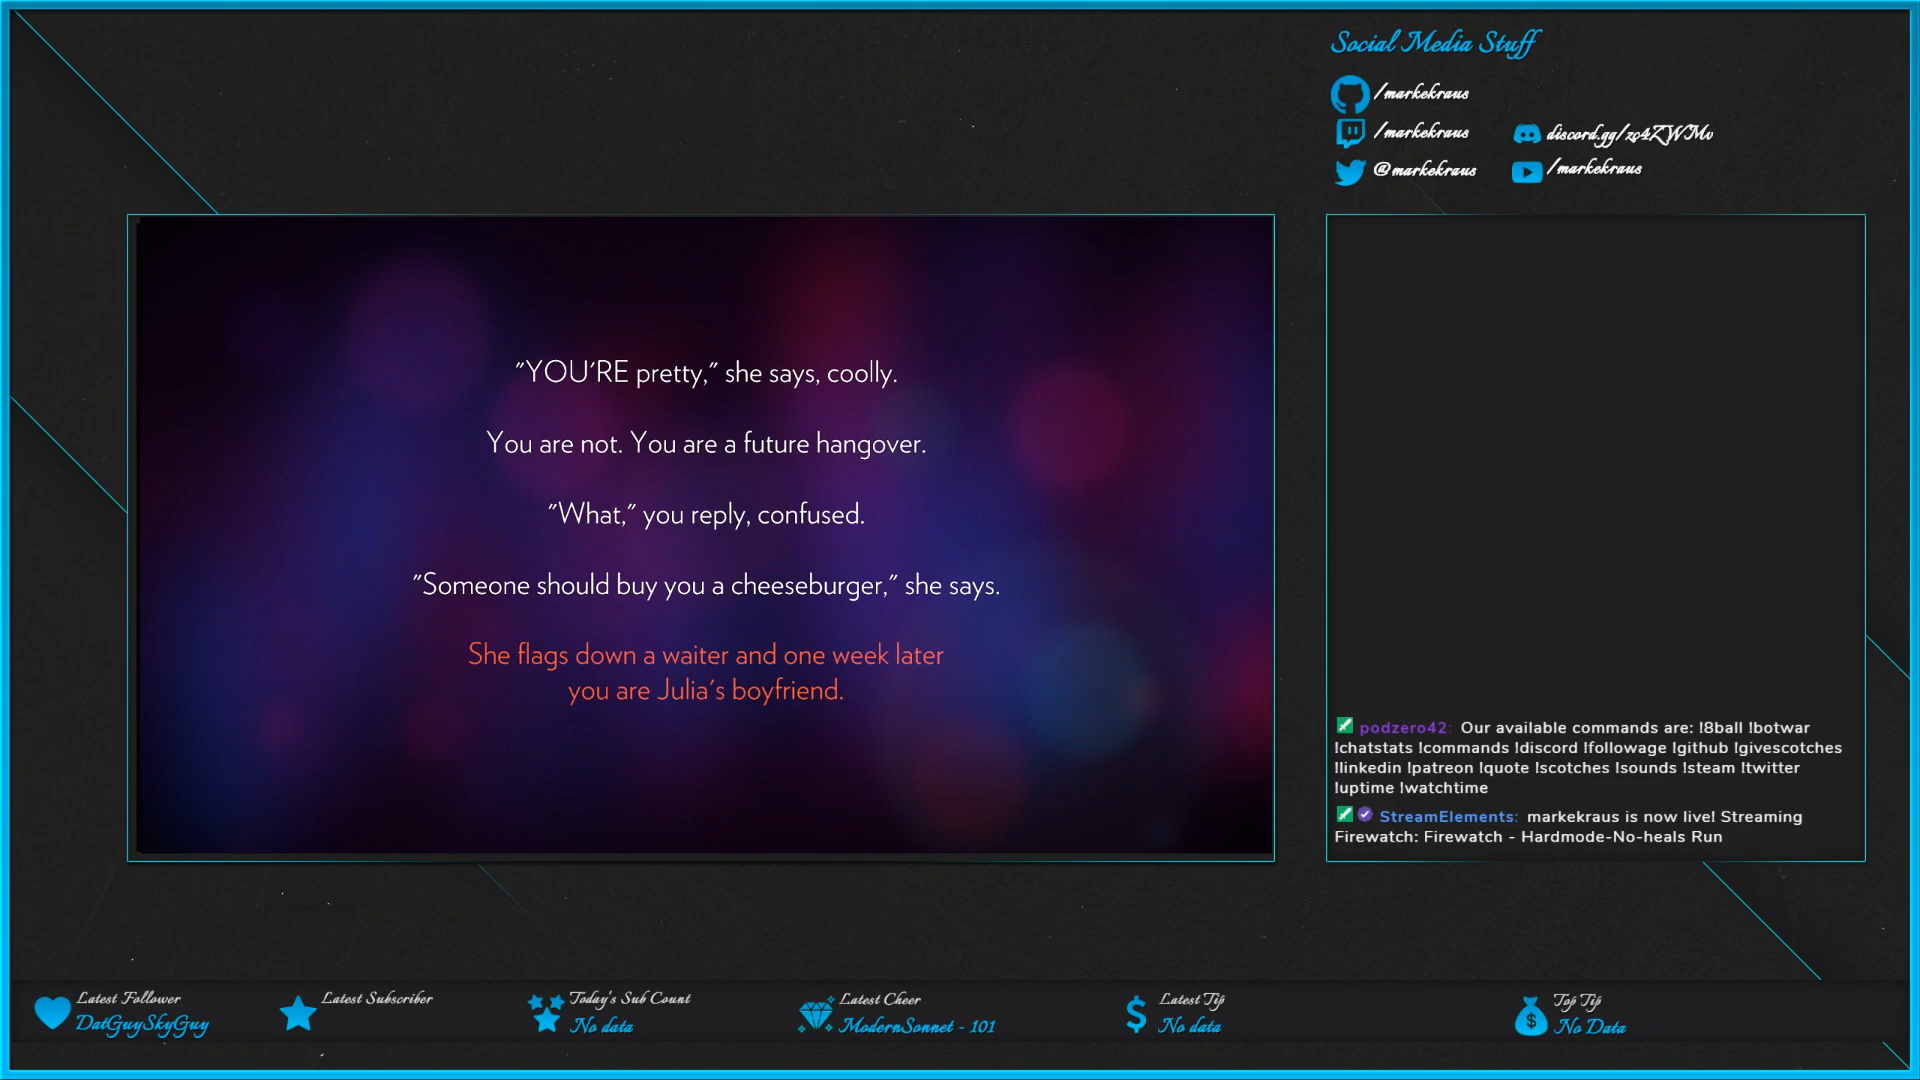 Social Media Stuff
/markekraus
/markekraus
discord.gg/zc4ZWMv
@markekraus
/markekraus
"YOU'RE pretty," she says, coolly.
You are not. You are a future hangover.
"What," you reply, confused.
"Someone should buy you a cheeseburger," she says.
She flags down a waiter and one week later
you are Julia's boyfriend.
podzero42: Our available commands are: !8ball !botwar
!chatstats !commands !discord !followage !github !givescotches
!linkedin !patreon !quote !scotches !sounds !steam !twitter
!uptime !watchtime
StreamElements: markekraus is now live! Streaming
Firewatch: Firewatch - Hardmode-No-heals Run
Latest Follower
DatGuySkyGuy
Latest Subscriber
Today's Sub Count
No data
Latest Cheer
ModernSonnet - 101
Latest Tip
No data
Top Tip
No Data